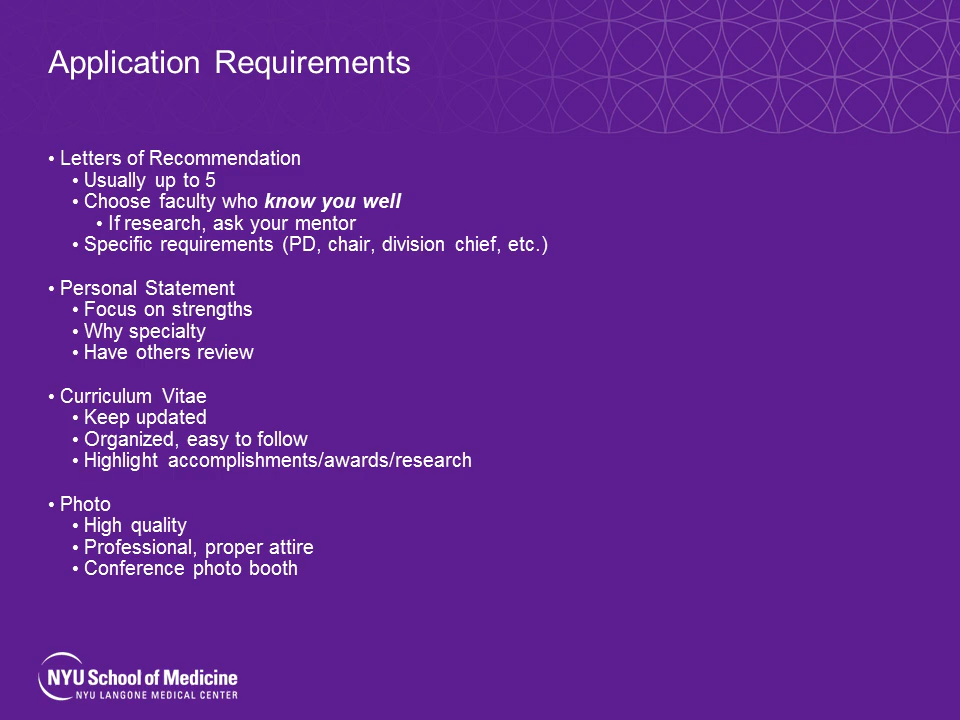 Application Requirements
• Letters of Recommendation
• Usually up to 5
• Choose faculty who know you well
• If research, ask your mentor
• Specific requirements (PD, chair, division chief, etc.)
• Personal Statement
• Focus on strengths
• Why specialty
• Have others review
• Curriculum Vitae
• Keep updated
• Organized, easy to follow
• Highlight accomplishments/awards/research
• Photo
• High quality
• Professional, proper attire
• Conference photo booth
NYU School of Medicine
NYU LANGONE MEDICAL CENTER